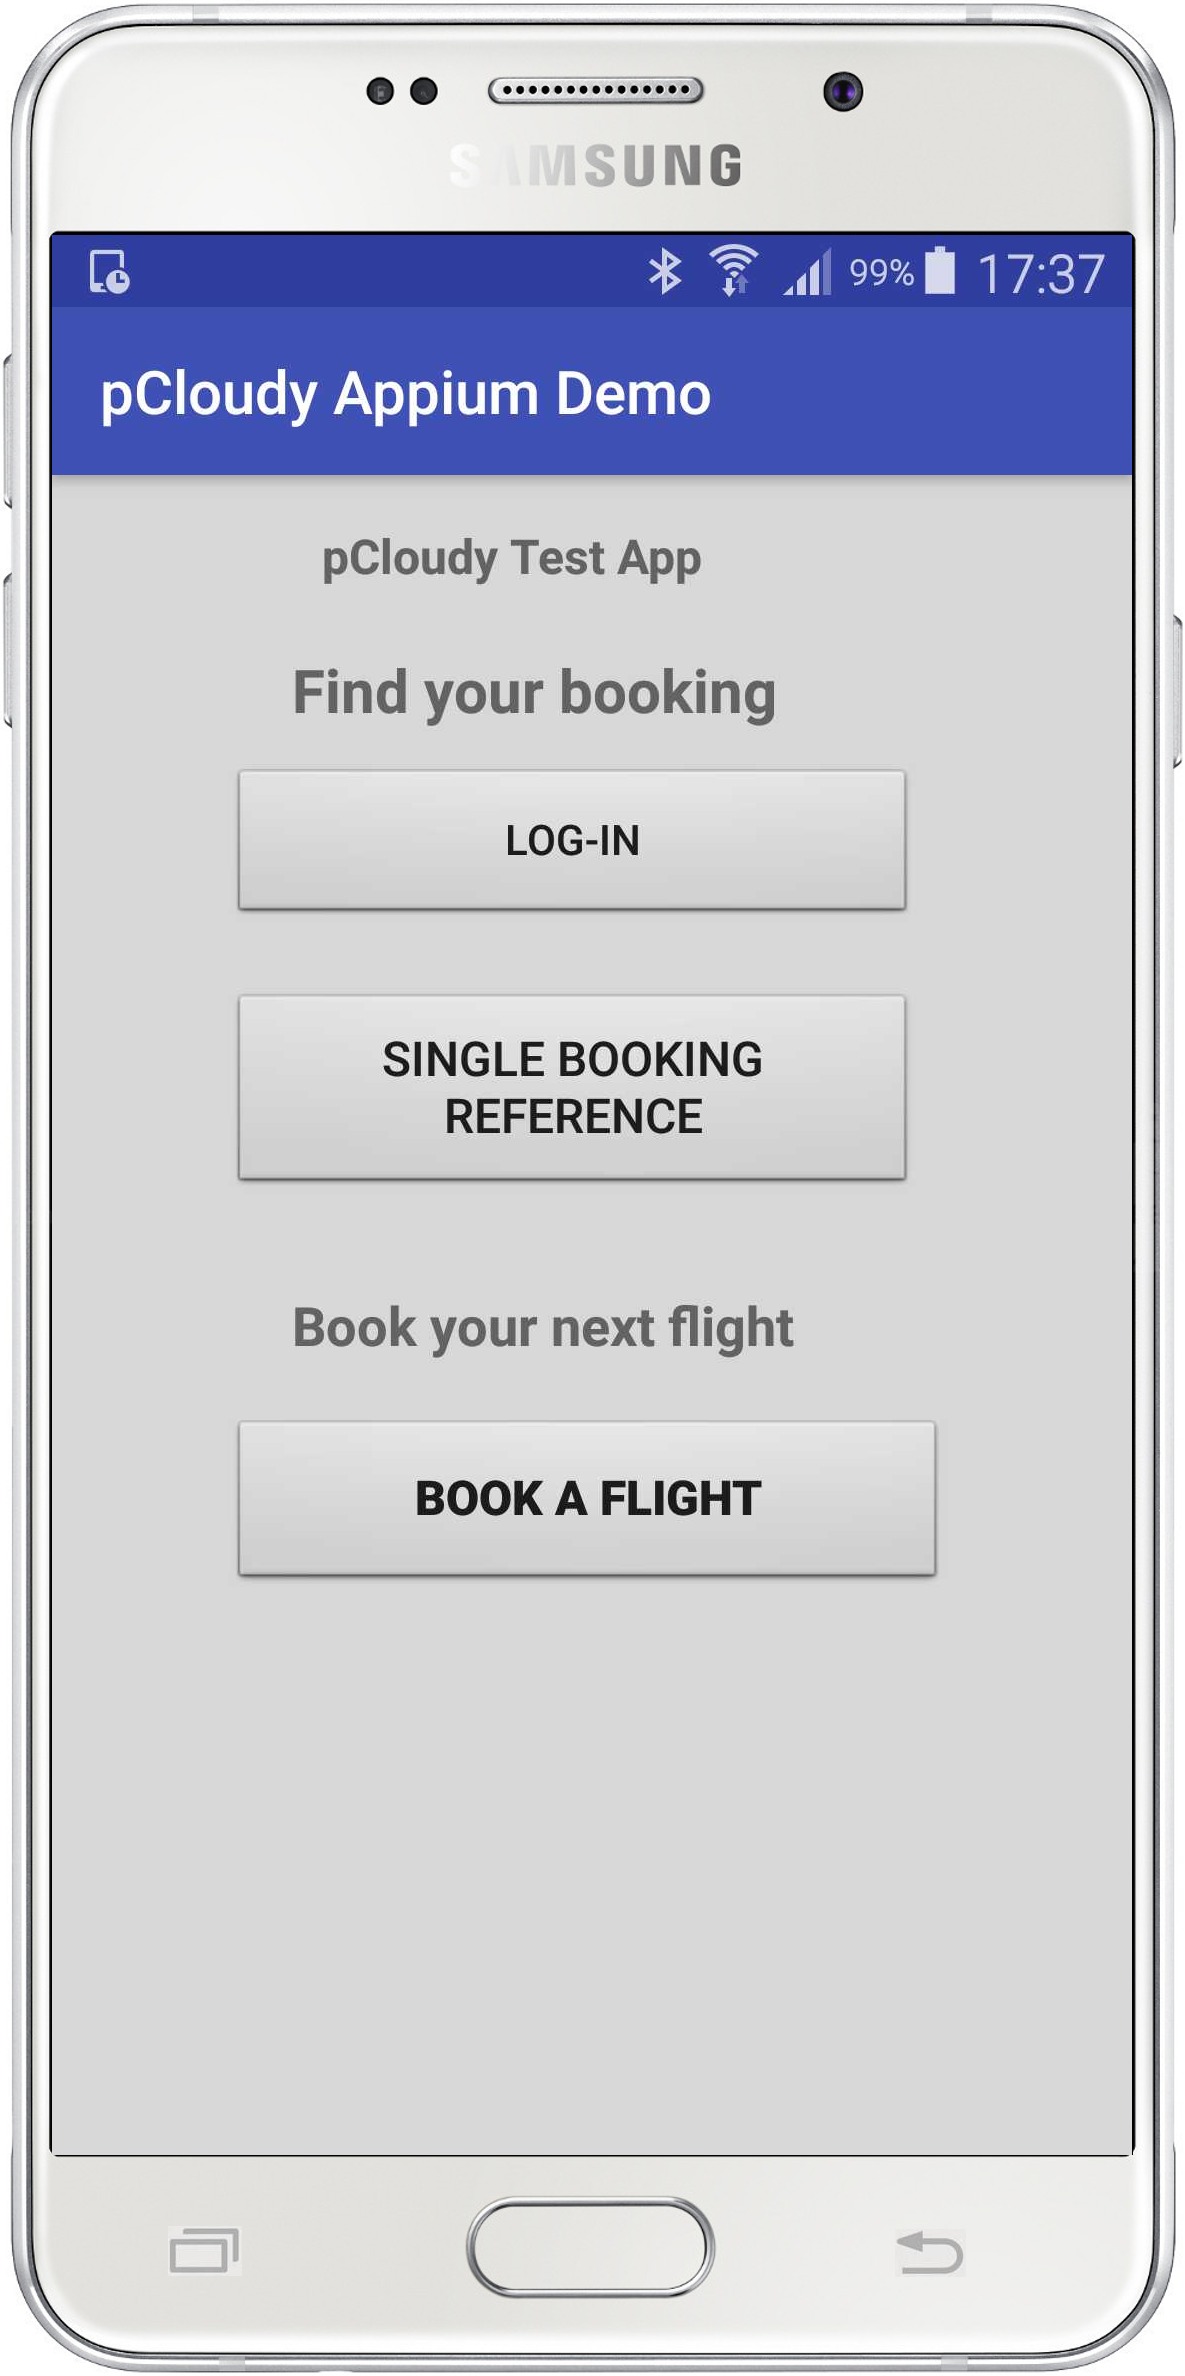 SAMSUNG
99% 17:37
pCloudy Appium Demo
pCloudy Test App
Find your booking
LOG-IN
SINGLE BOOKING
REFERENCE
Book your next flight
BOOK A FLIGHT